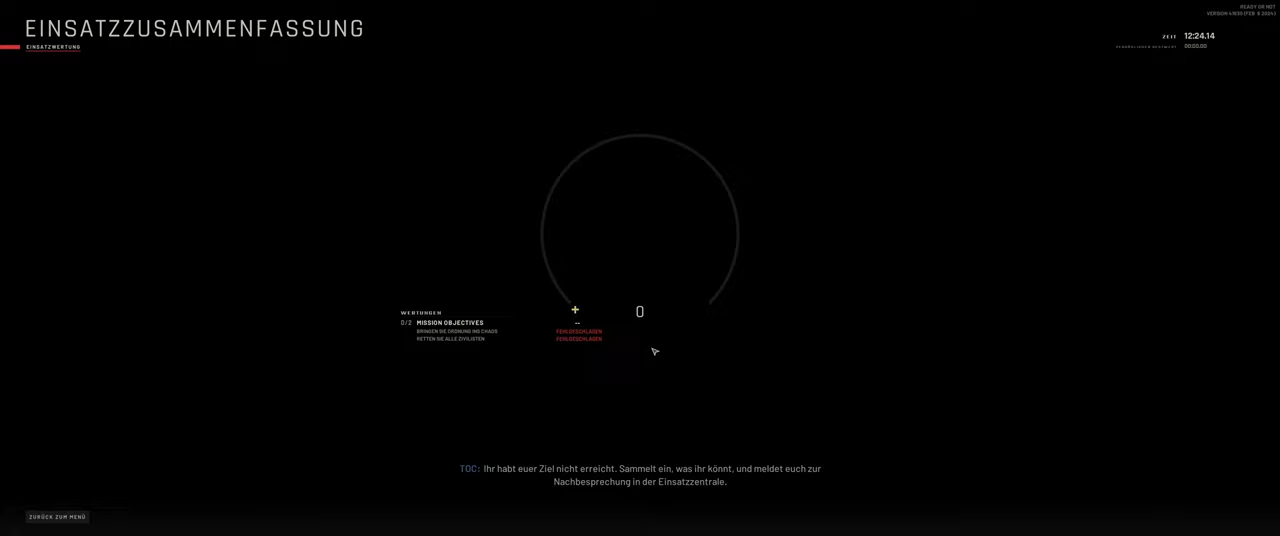 READY OR NOT
EINSATZZUSAMMENFASSUNG
EINSATZWERTUNG
ZEIT 12:24.14
00:00.00
WERTUNGEN
0/2 MISSION OBJECTIVES --
BRINGEN SIE ORDNUNG INS CHAOS FEHLGESCHLAGEN
RETTEN SIE ALLE ZIVILISTEN FEHLGESCHLAGEN
+
0
TOC: Ihr habt euer Ziel nicht erreicht. Sammelt ein, was ihr könnt, und meldet euch zur
Nachbesprechung in der Einsatzzentrale.
ZURÜCK ZUM MENÜ